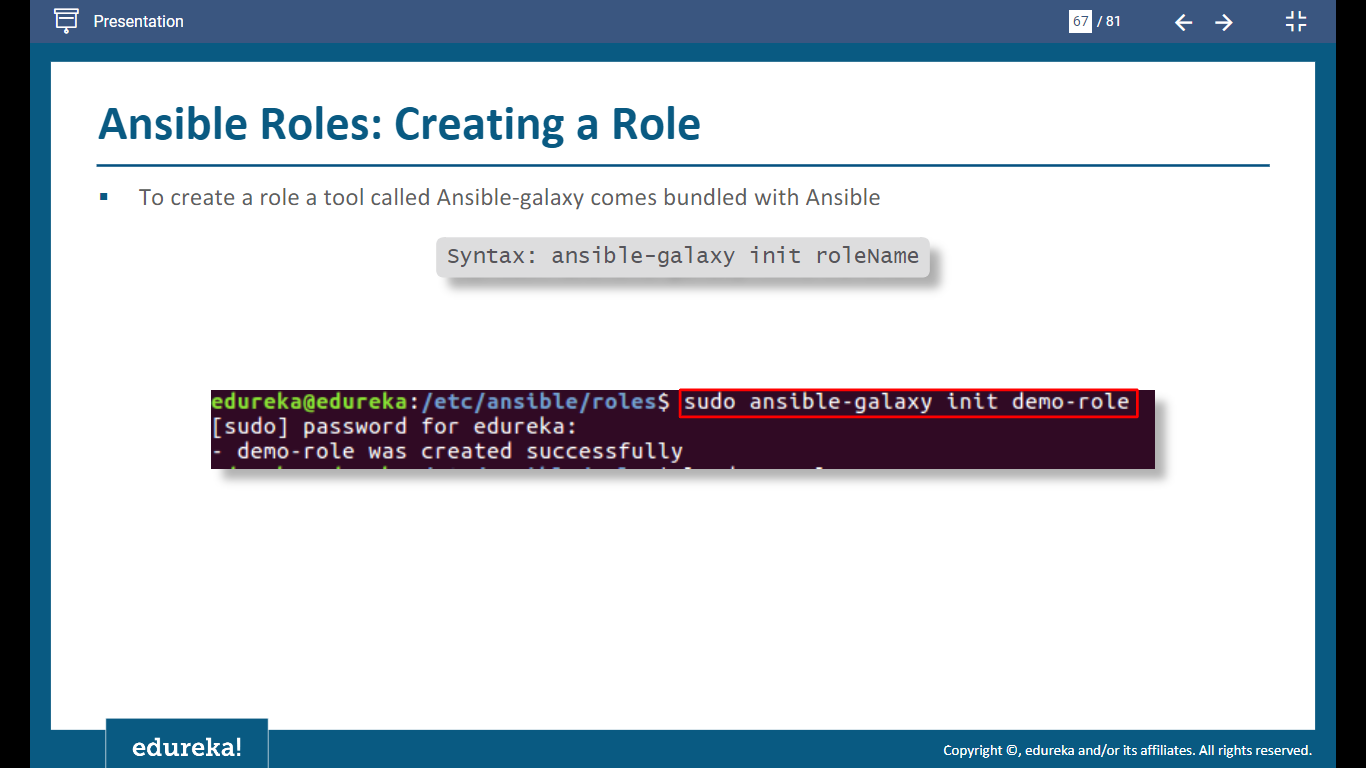 Presentation
67 / 81
Ansible Roles: Creating a Role
▪ To create a role a tool called Ansible-galaxy comes bundled with Ansible
Syntax: ansible-galaxy init roleName
edureka@edureka:/etc/ansible/roles$ sudo ansible-galaxy init demo-role
[sudo] password for edureka:
- demo-role was created successfully
edureka!
Copyright ©, edureka and/or its affiliates. All rights reserved.